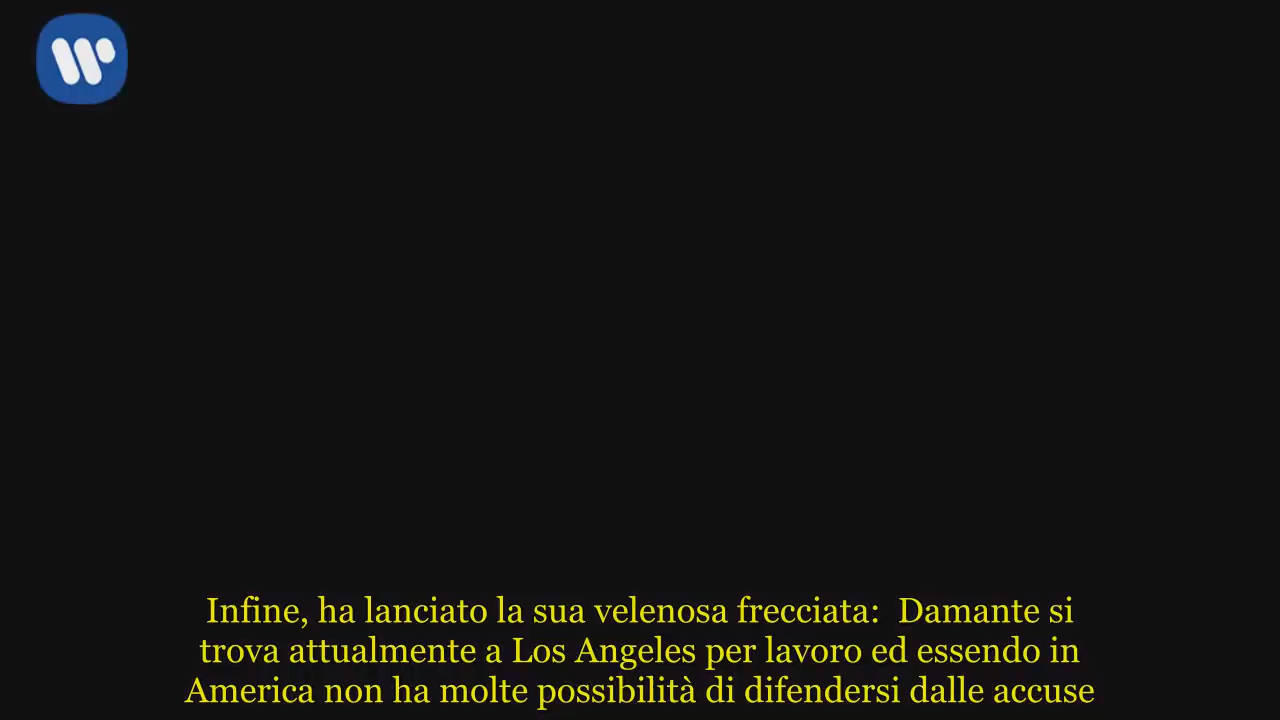 Infine, ha lanciato la sua velenosa frecciata:  Damante si
trova attualmente a Los Angeles per lavoro ed essendo in
America non ha molte possibilità di difendersi dalle accuse